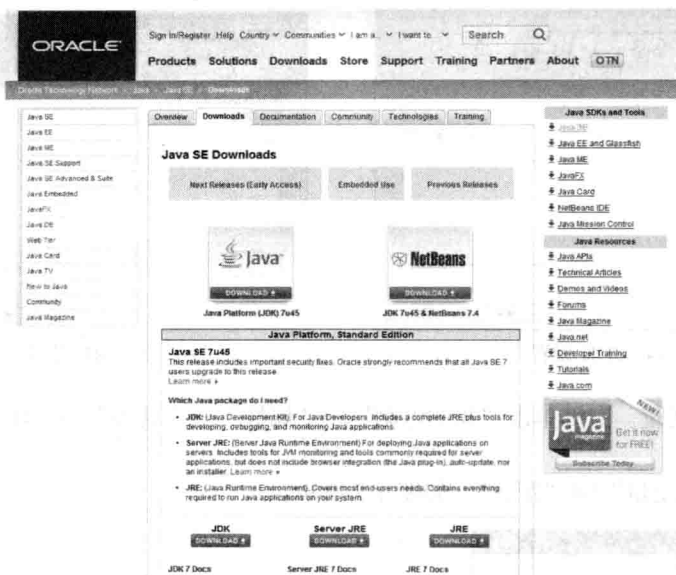 ORACLE
Sign In/Register Help Country Communities I am a... I want to... Search
Products Solutions Downloads Store Support Training Partners About OTN
Oracle Technology Network > Java > Java SE > Downloads
Java SE
Java EE
Java ME
Java SE Support
Java SE Advanced & Suite
Java Embedded
JavaFX
Java DB
Web Tier
Java Card
Java TV
New to Java
Community
Java Magazine
Overview Downloads Documentation Community Technologies Training
Java SE Downloads
Next Releases (Early Access) Embedded Use Previous Releases
Java NetBeans
DOWNLOAD DOWNLOAD
Java Platform (JDK) 7u45 JDK 7u45 & NetBeans 7.4
Java Platform, Standard Edition
Java SE 7u45
This release includes important security fixes. Oracle strongly recommends that all Java SE 7
users upgrade to this release.
Learn more
Which Java package do I need?
• JDK: (Java Development Kit). For Java Developers. Includes a complete JRE plus tools for
developing, debugging, and monitoring Java applications.
• Server JRE: (Server Java Runtime Environment) For deploying Java applications on
servers. Includes tools for JVM monitoring and tools commonly required for server
applications, but does not include browser integration (the Java plug-in), auto-update, nor
an installer. Learn more
• JRE: (Java Runtime Environment). Covers most end-users needs. Contains everything
required to run Java applications on your system.
JDK Server JRE JRE
DOWNLOAD DOWNLOAD DOWNLOAD
JDK 7 Docs Server JRE 7 Docs JRE 7 Docs
Java SDKs and Tools
Java SE
Java EE and Glassfish
Java ME
JavaFX
Java Card
NetBeans IDE
Java Mission Control
Java Resources
Java APIs
Technical Articles
Demos and Videos
Forums
Java Magazine
Java.net
Developer Training
Tutorials
Java.com
NEW!
Java
magazine
Get it now
for FREE!
Subscribe Today